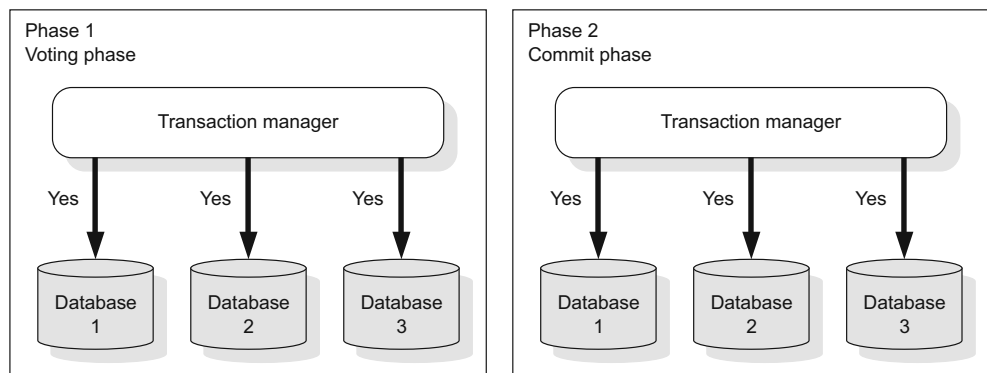 Phase 1
Voting phase
Transaction manager
Yes
Yes
Yes
Database
1
Database
2
Database
3
Phase 2
Commit phase
Transaction manager
Yes
Yes
Yes
Database
1
Database
2
Database
3